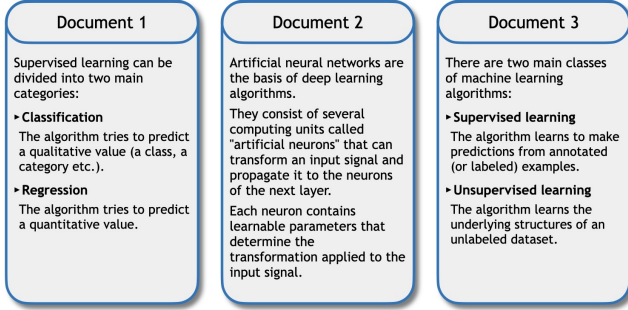 Document 1
Supervised learning can be
divided into two main
categories:
▸Classification
The algorithm tries to predict
a qualitative value (a class, a
category etc.).
▸Regression
The algorithm tries to predict
a quantitative value.
Document 2
Artificial neural networks are
the basis of deep learning
algorithms.
They consist of several
computing units called
"artificial neurons" that can
transform an input signal and
propagate it to the neurons
of the next layer.
Each neuron contains
learnable parameters that
determine the
transformation applied to the
input signal.
Document 3
There are two main classes
of machine learning
algorithms:
▸Supervised learning
The algorithm learns to make
predictions from annotated
(or labeled) examples.
▸Unsupervised learning
The algorithm learns the
underlying structures of an
unlabeled dataset.